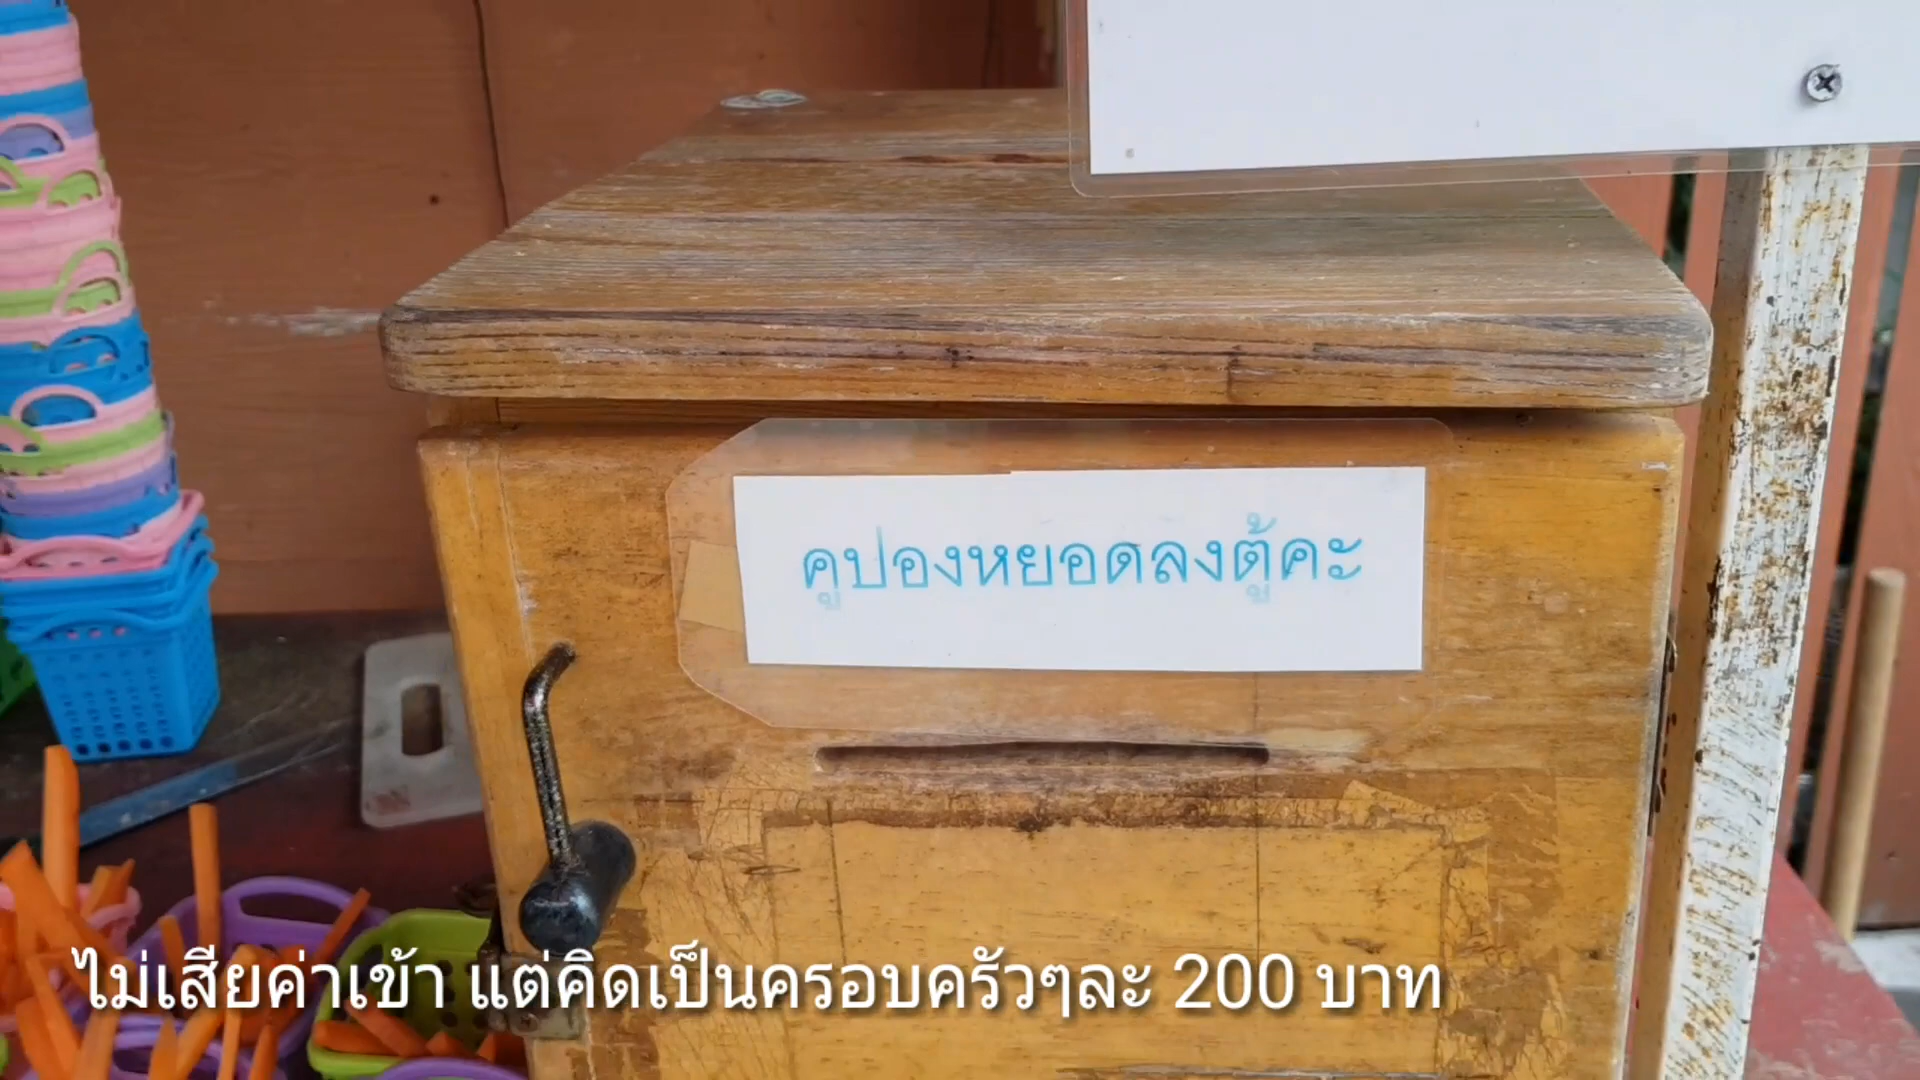 คูปองหยอดลงตู้คะ
ไม่เสียค่าเข้า แต่คิดเป็นครอบครัวๆละ 200 บาท